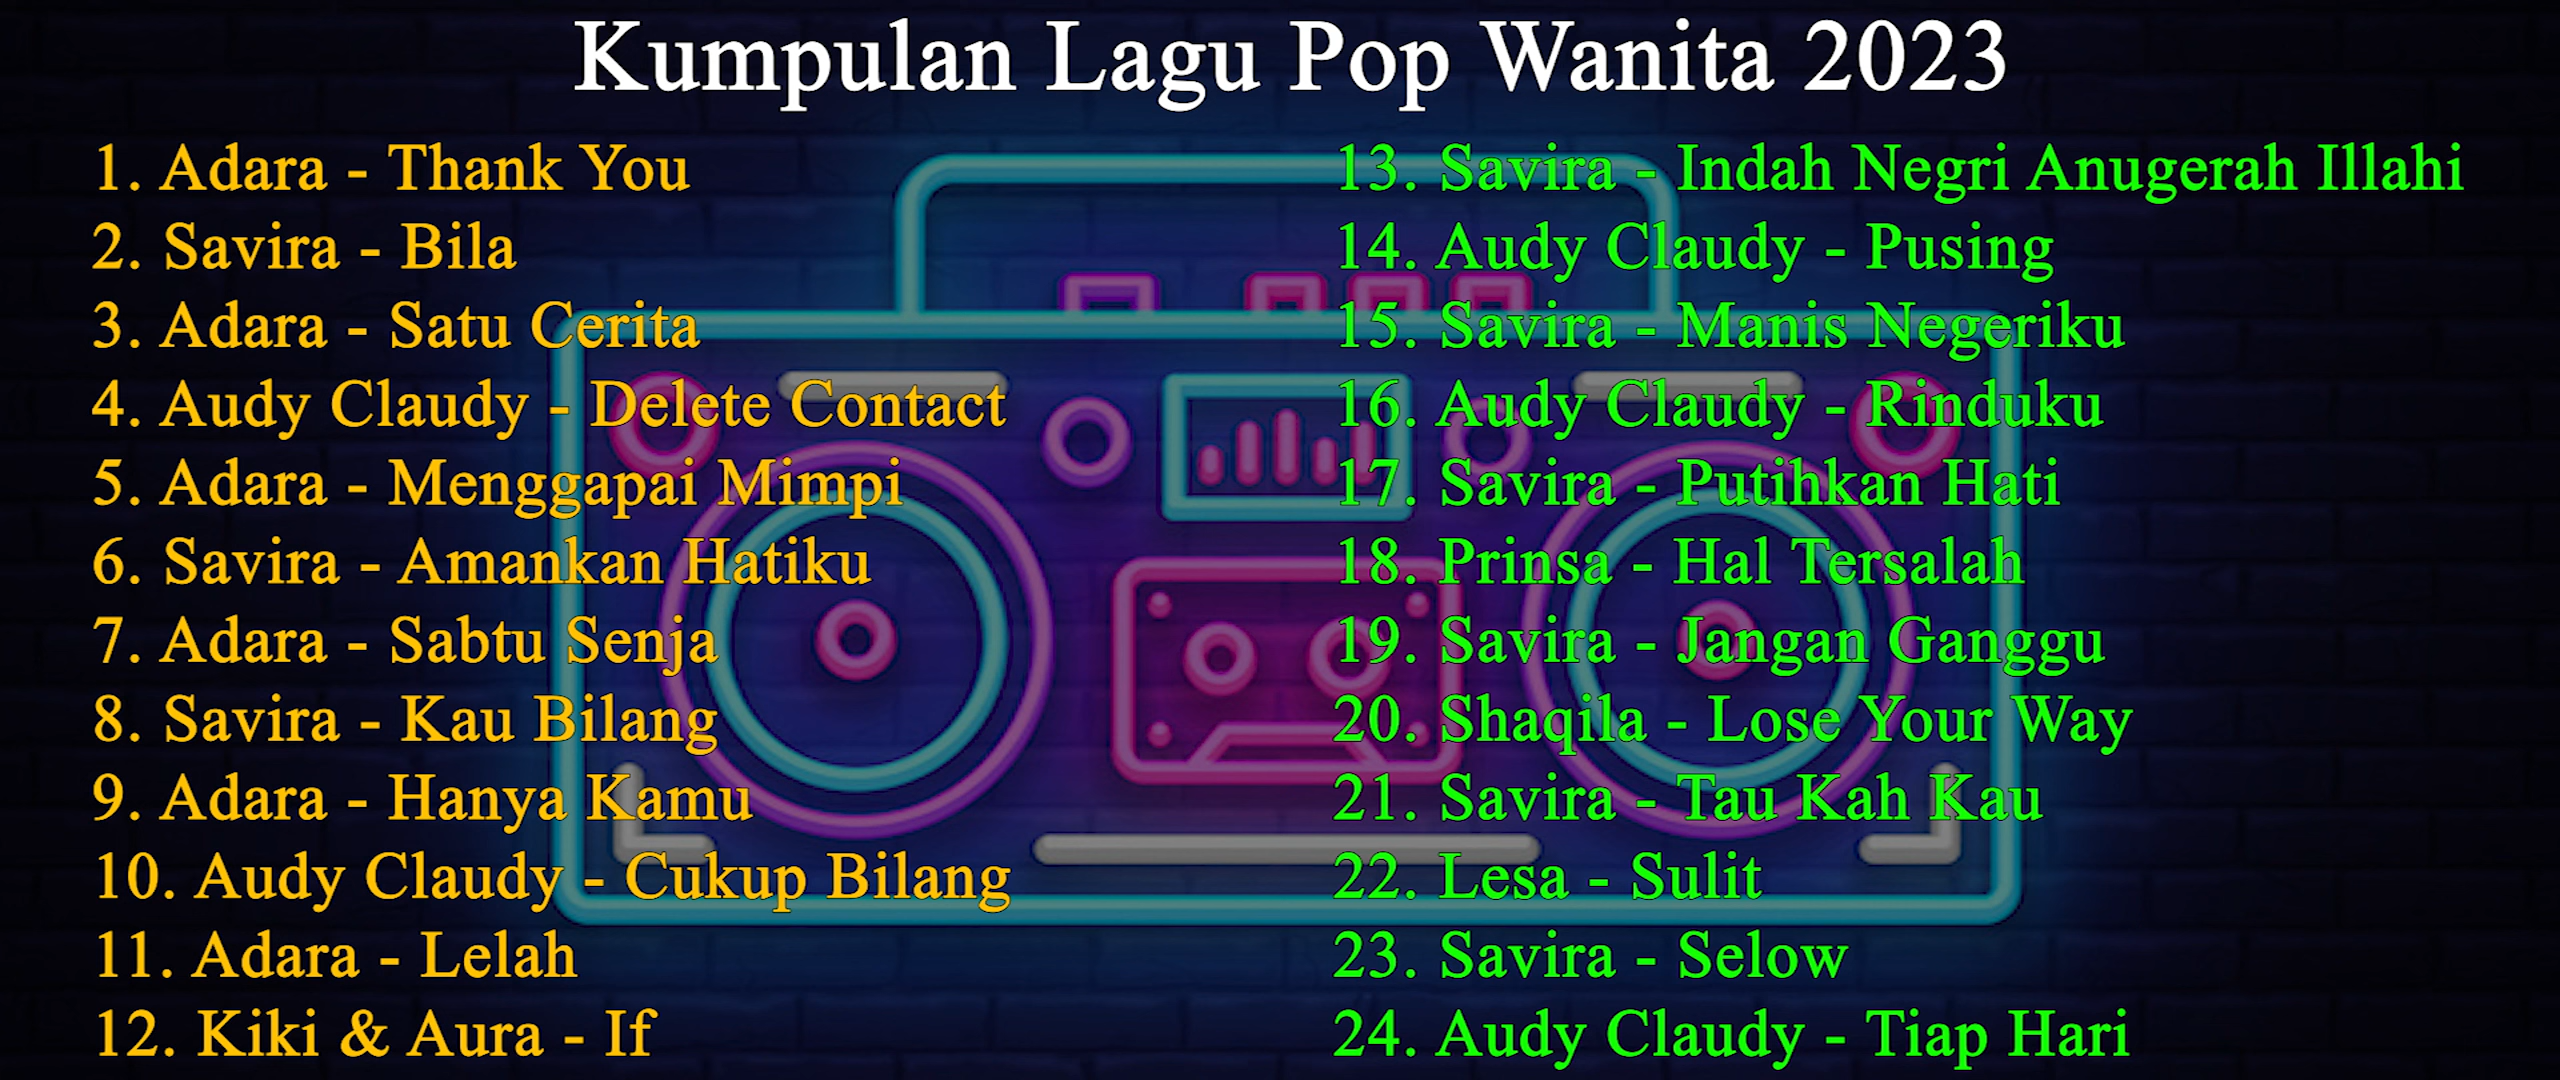 Kumpulan Lagu Pop Wanita 2023
1. Adara - Thank You
2. Savira - Bila
3. Adara - Satu Cerita
4. Audy Claudy - Delete Contact
5. Adara - Menggapai Mimpi
6. Savira - Amankan Hatiku
7. Adara - Sabtu Senja
8. Savira - Kau Bilang
9. Adara - Hanya Kamu
10. Audy Claudy - Cukup Bilang
11. Adara - Lelah
12. Kiki & Aura - If
13. Savira - Indah Negri Anugerah Illahi
14. Audy Claudy - Pusing
15. Savira - Manis Negeriku
16. Audy Claudy - Rinduku
17. Savira - Putihkan Hati
18. Prinsa - Hal Tersalah
19. Savira - Jangan Ganggu
20. Shaqila - Lose Your Way
21. Savira - Tau Kah Kau
22. Lesa - Sulit
23. Savira - Selow
24. Audy Claudy - Tiap Hari